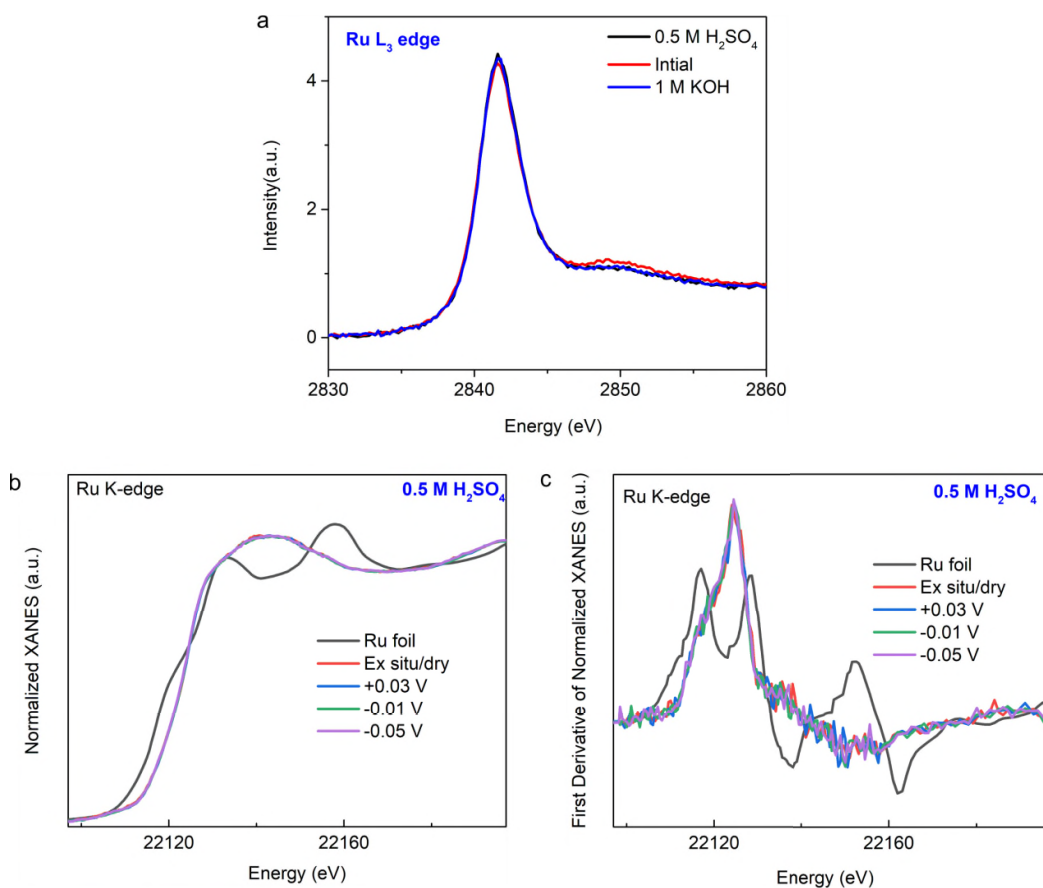 a
Ru L₃ edge
0.5 M H₂SO₄
Intial
1 M KOH
Intensity(a.u.)
4
2
0
2830 2840 2850 2860
Energy (eV)
b
Ru K-edge
0.5 M H₂SO₄
Normalized XANES (a.u.)
Ru foil
Ex situ/dry
+0.03 V
-0.01 V
-0.05 V
22120 22160
Energy (eV)
c
Ru K-edge
0.5 M H₂SO₄
First Derivative of Normalized XANES (a.u.)
Ru foil
Ex situ/dry
+0.03 V
-0.01 V
-0.05 V
22120 22160
Energy (eV)